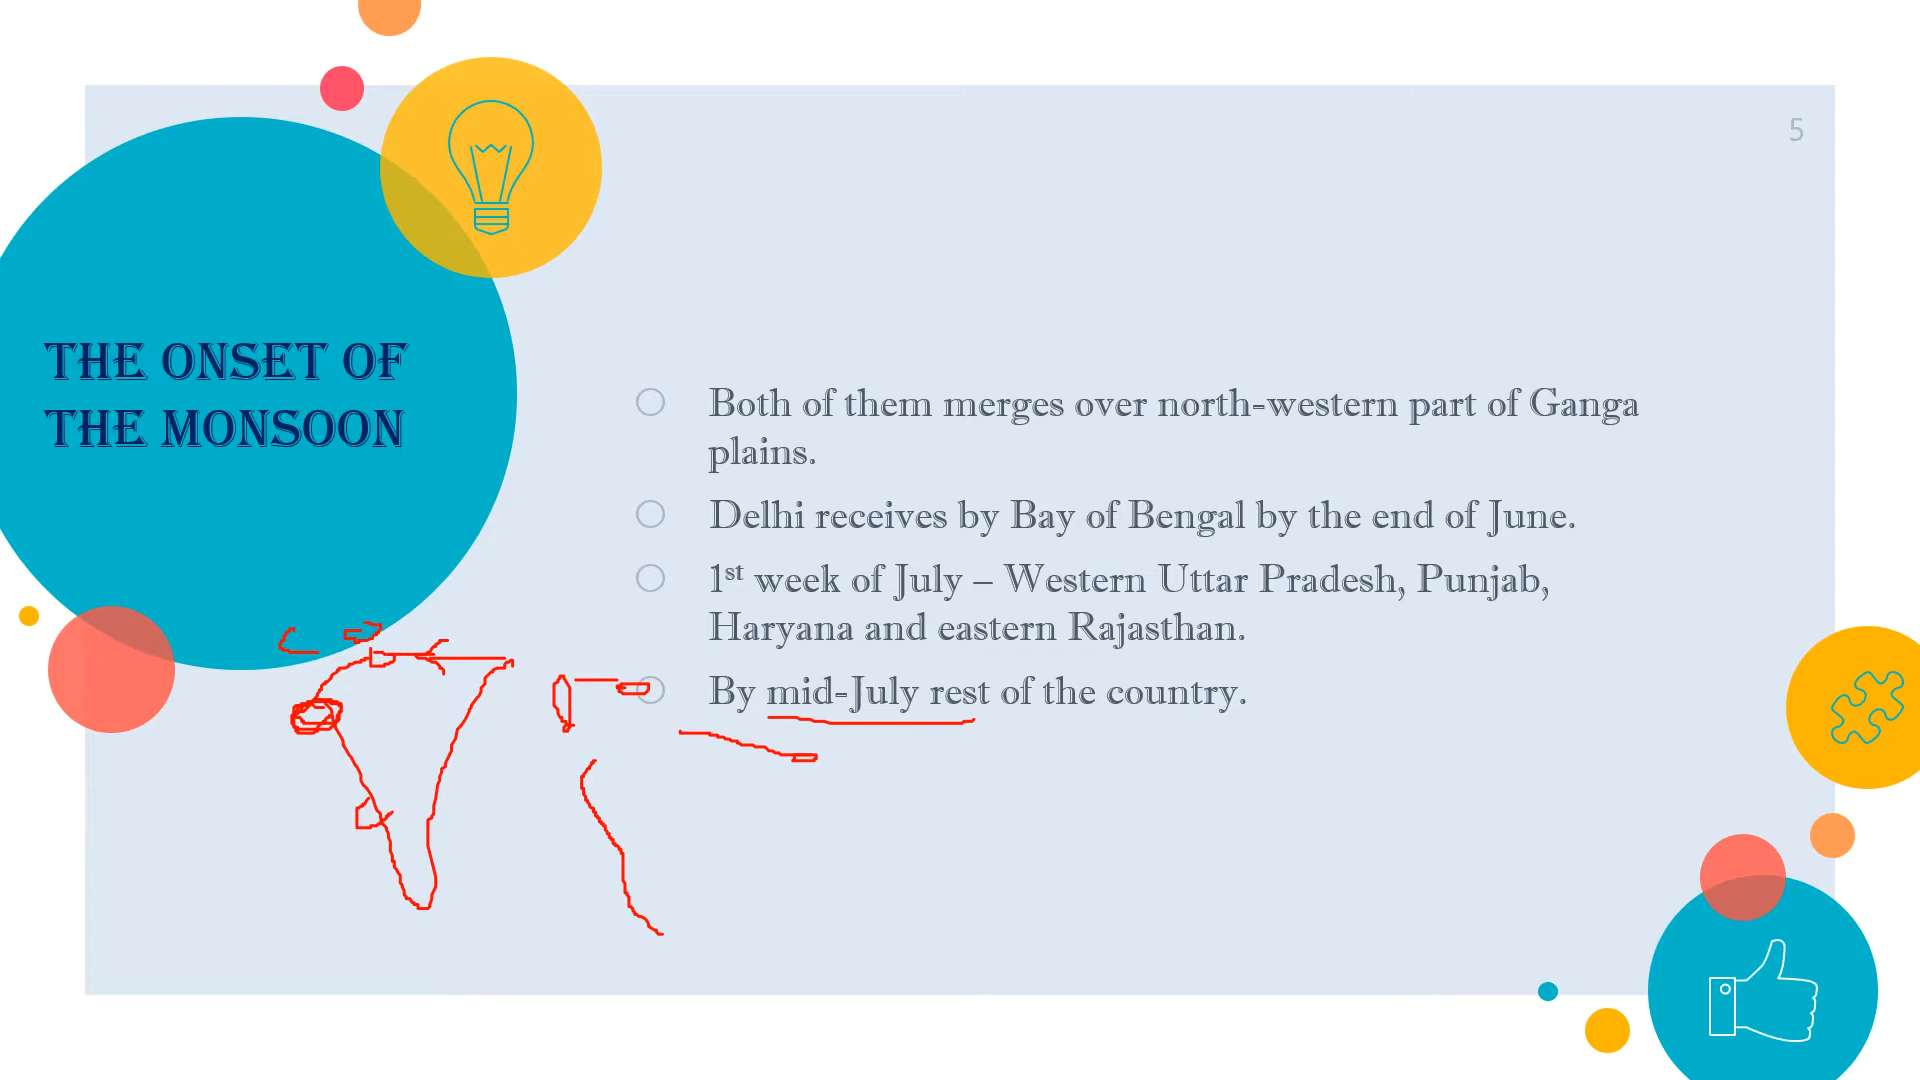 5
THE ONSET OF
THE MONSOON
Both of them merges over north-western part of Ganga
plains.
Delhi receives by Bay of Bengal by the end of June.
1st week of July – Western Uttar Pradesh, Punjab,
Haryana and eastern Rajasthan.
By mid-July rest of the country.